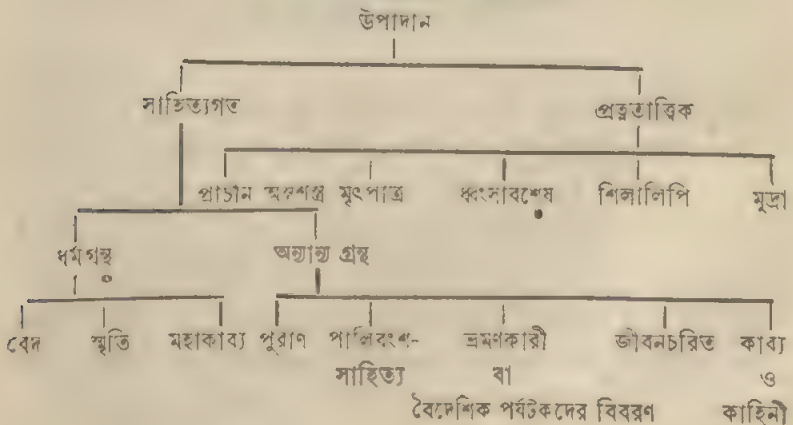 উপাদান
সাহিত্যগত প্রত্নতাত্ত্বিক
প্রাচীন অস্ত্রশস্ত্র মৃৎপাত্র ধ্বংসাবশেষ শিলালিপি মুদ্রা
ধর্মগ্রন্থ অন্যান্য গ্রন্থ
বেদ স্মৃতি মহাকাব্য পুরাণ পালিবংশ- ভ্রমণকারী জীবনচরিত কাব্য
সাহিত্য বা ও
বৈদেশিক পর্যটকদের বিবরণ কাহিনী